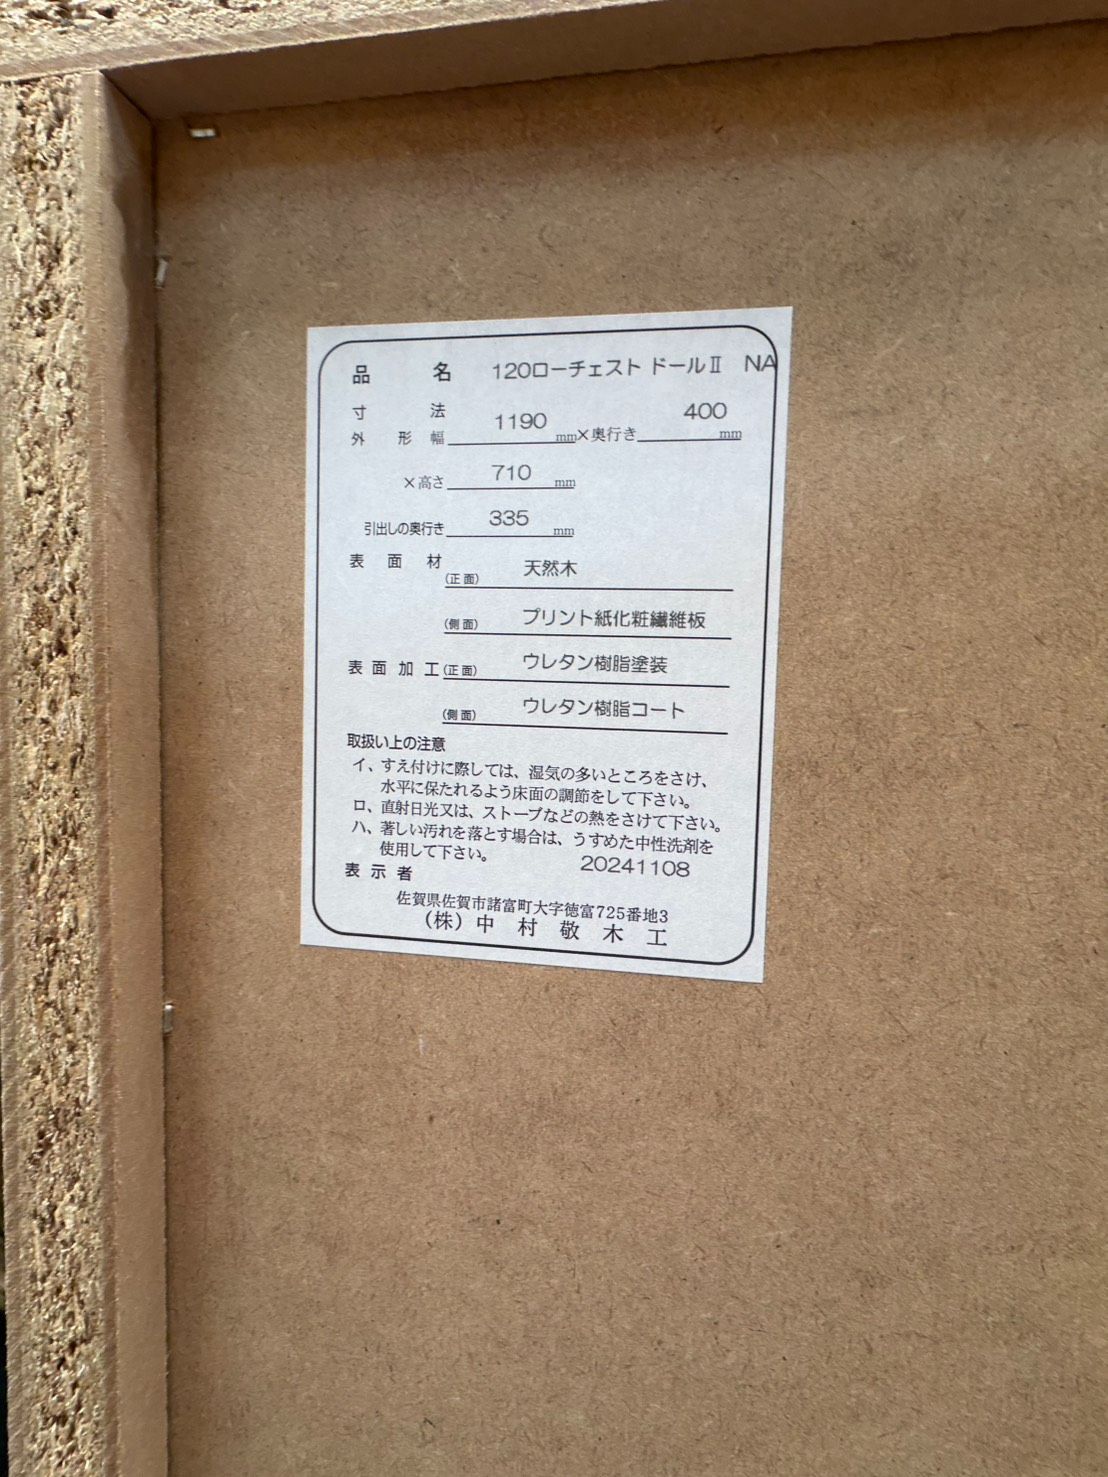 品名 120ローチェスト ドールⅡ NA
寸法
外形幅 1190 mm×奥行き 400 mm
×高さ 710 mm
引出しの奥行き 335 mm
表面材 (正面) 天然木
(側面) プリント紙化粧繊維板
表面加工 (正面) ウレタン樹脂塗装
(側面) ウレタン樹脂コート
取扱い上の注意
イ、すえ付けに際しては、湿気の多いところをさけ、
水平に保たれるよう床面の調節をして下さい。
ロ、直射日光又は、ストーブなどの熱をさけて下さい。
ハ、著しい汚れを落とす場合は、うすめた中性洗剤を
使用して下さい。 20241108
表示者
佐賀県佐賀市諸富町大字徳富725番地3
(株)中村敬木工